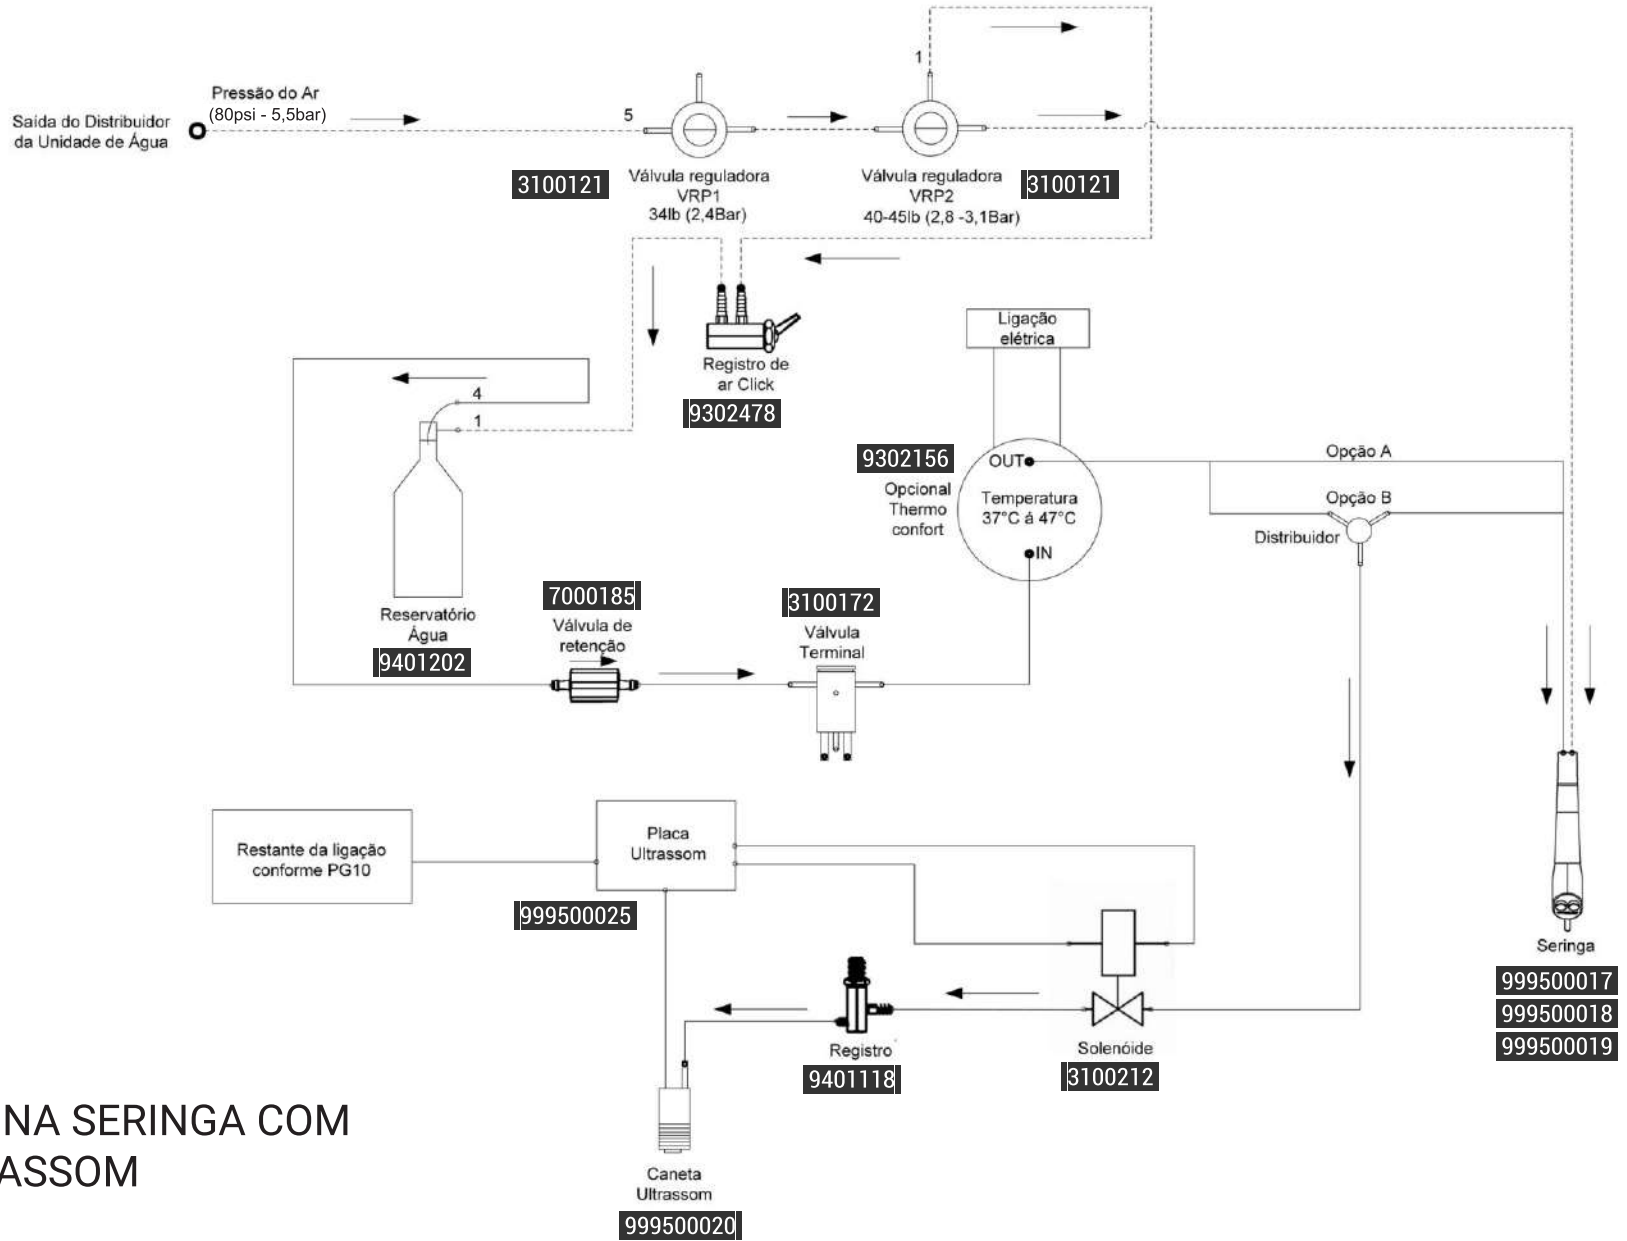 1
Pressão do Ar
(80psi - 5,5bar)
Saída do Distribuidor
da Unidade de Água
5
3100121
Válvula reguladora
VRP1
34lb (2,4Bar)
Válvula reguladora
VRP2
40-45lb (2,8 -3,1Bar)
3100121
Registro de
ar Click
9302478
Ligação
elétrica
4
1
Reservatório
Água
9401202
9302156
Opcional
Thermo
confort
OUT
Temperatura
37°C á 47°C
IN
Opção A
Opção B
Distribuidor
7000185
Válvula de
retenção
3100172
Válvula
Terminal
Restante da ligação
conforme PG10
Placa
Ultrassom
999500025
Seringa
999500017
999500018
999500019
Registro
9401118
Solenóide
3100212
NA SERINGA COM
ASSOM
Caneta
Ultrassom
999500020